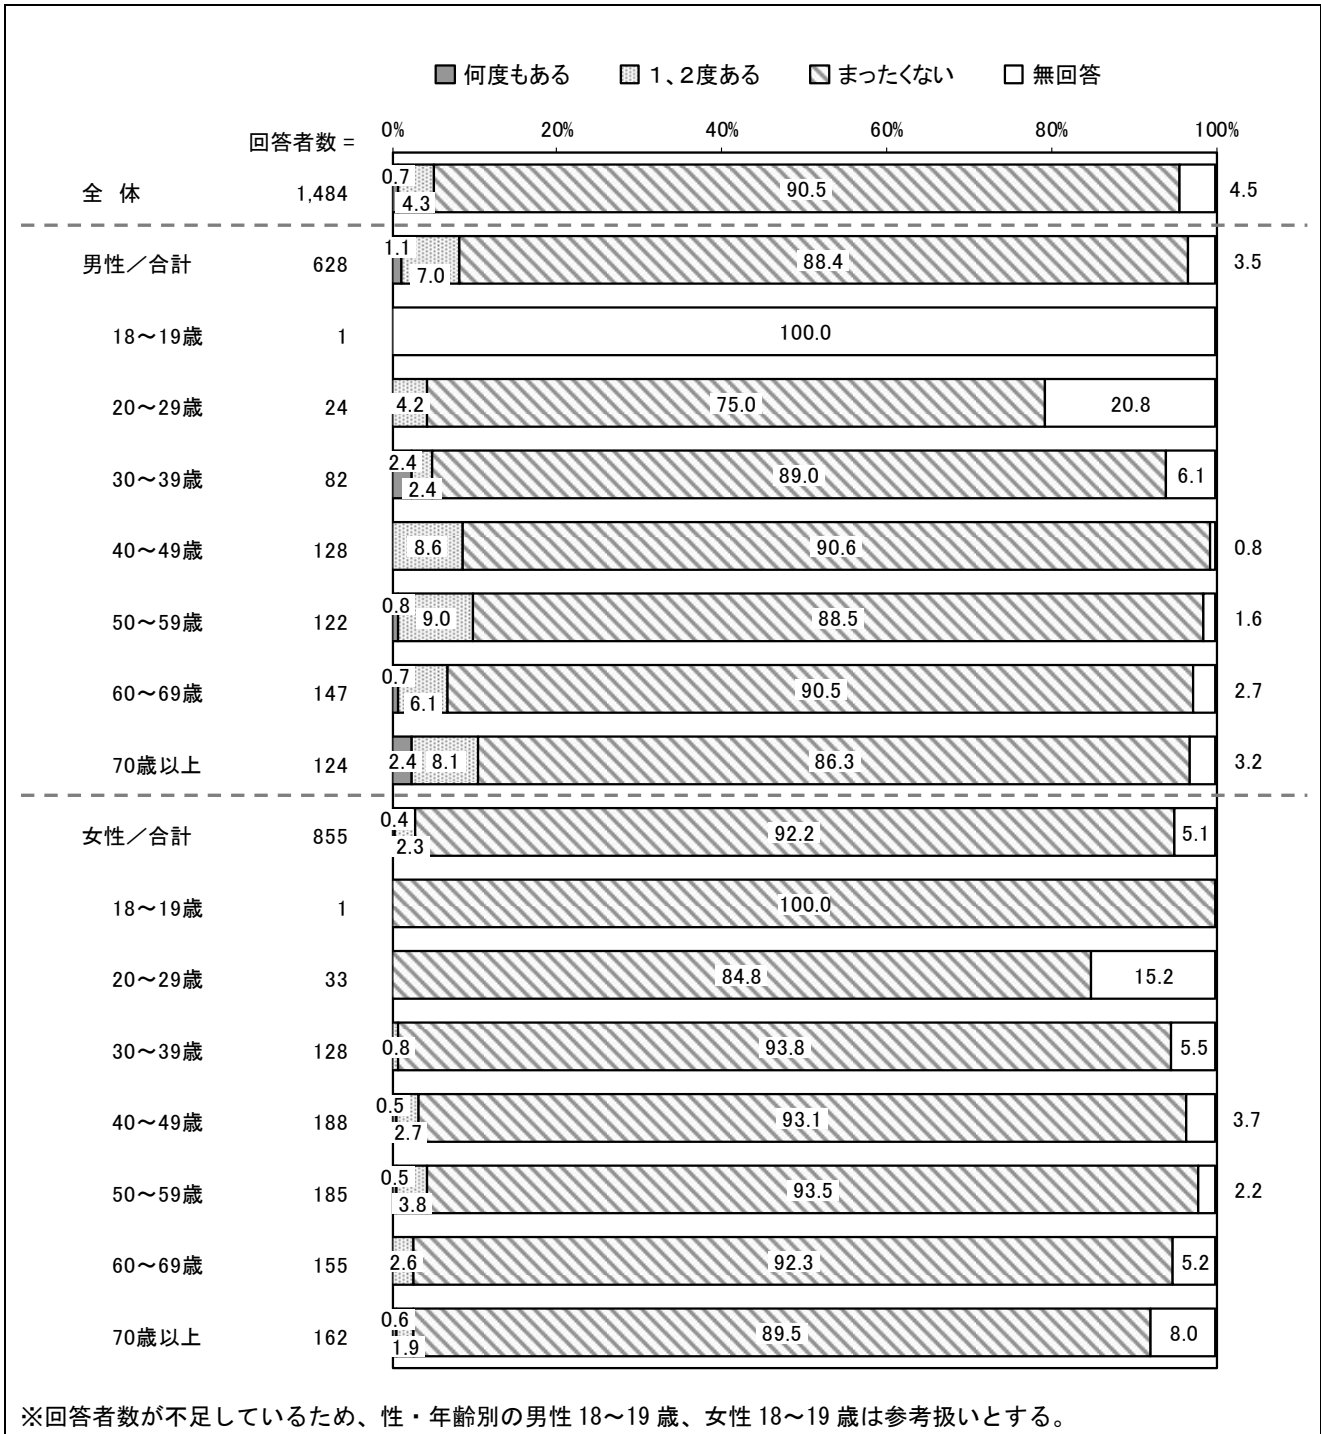 何度もある １、２度ある まったくない 無回答
回答者数 = 0% 20% 40% 60% 80% 100%
全 体 1,484 0.7 4.3 90.5 4.5
男性／合計 628 1.1 7.0 88.4 3.5
18～19歳 1 100.0
20～29歳 24 4.2 75.0 20.8
30～39歳 82 2.4 2.4 89.0 6.1
40～49歳 128 8.6 90.6 0.8
50～59歳 122 0.8 9.0 88.5 1.6
60～69歳 147 0.7 6.1 90.5 2.7
70歳以上 124 2.4 8.1 86.3 3.2
女性／合計 855 0.4 2.3 92.2 5.1
18～19歳 1 100.0
20～29歳 33 84.8 15.2
30～39歳 128 0.8 93.8 5.5
40～49歳 188 0.5 2.7 93.1 3.7
50～59歳 185 0.5 3.8 93.5 2.2
60～69歳 155 2.6 92.3 5.2
70歳以上 162 0.6 1.9 89.5 8.0
※回答者数が不足しているため、性・年齢別の男性 18～19 歳、女性 18～19 歳は参考扱いとする。